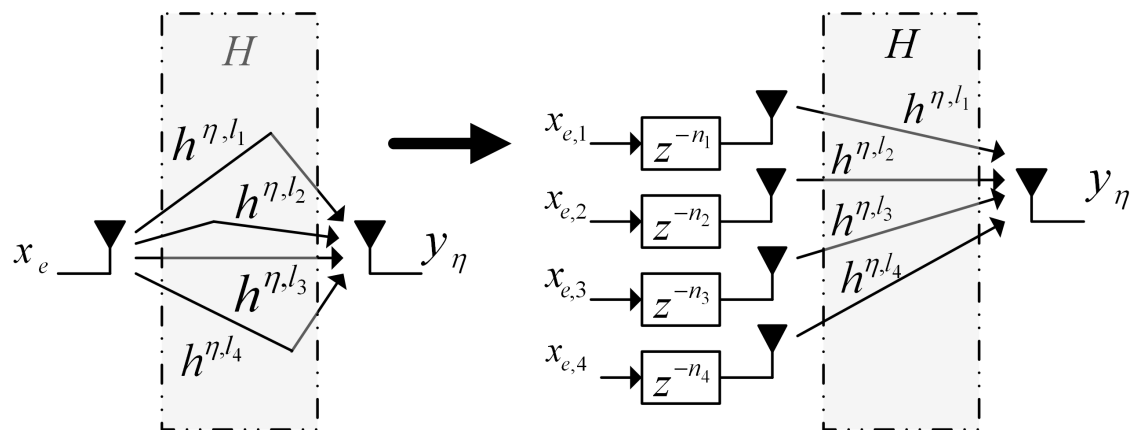 H
h^{η,l_1}
h^{η,l_2}
x_e
y_η
h^{η,l_3}
h^{η,l_4}
H
x_{e,1}
z^{-n_1}
h^{η,l_1}
h^{η,l_2}
x_{e,2}
z^{-n_2}
y_η
h^{η,l_3}
x_{e,3}
z^{-n_3}
h^{η,l_4}
x_{e,4}
z^{-n_4}